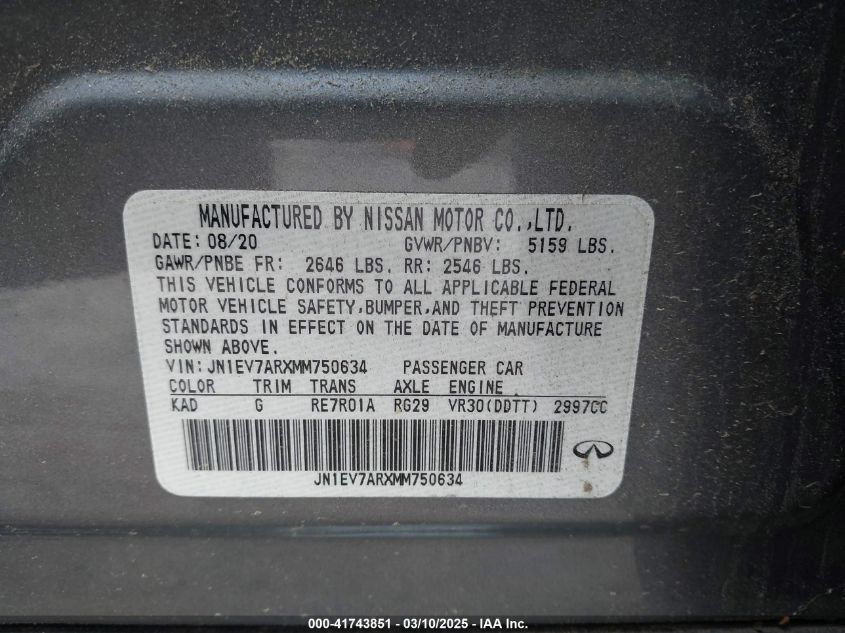 MANUFACTURED BY NISSAN MOTOR CO.,LTD.
DATE: 08/20 GVWR/PNBV: 5159 LBS.
GAWR/PNBE FR: 2646 LBS. RR: 2546 LBS.
THIS VEHICLE CONFORMS TO ALL APPLICABLE FEDERAL
MOTOR VEHICLE SAFETY,BUMPER,AND THEFT PREVENTION
STANDARDS IN EFFECT ON THE DATE OF MANUFACTURE
SHOWN ABOVE.
VIN:JN1EV7ARXMM750634 PASSENGER CAR
COLOR TRIM TRANS AXLE ENGINE
KAD G RE7R01A RG29 VR30(DDTT) 2997CC
JN1EV7ARXMM750634
000-41743851 - 03/10/2025 - IAA Inc.